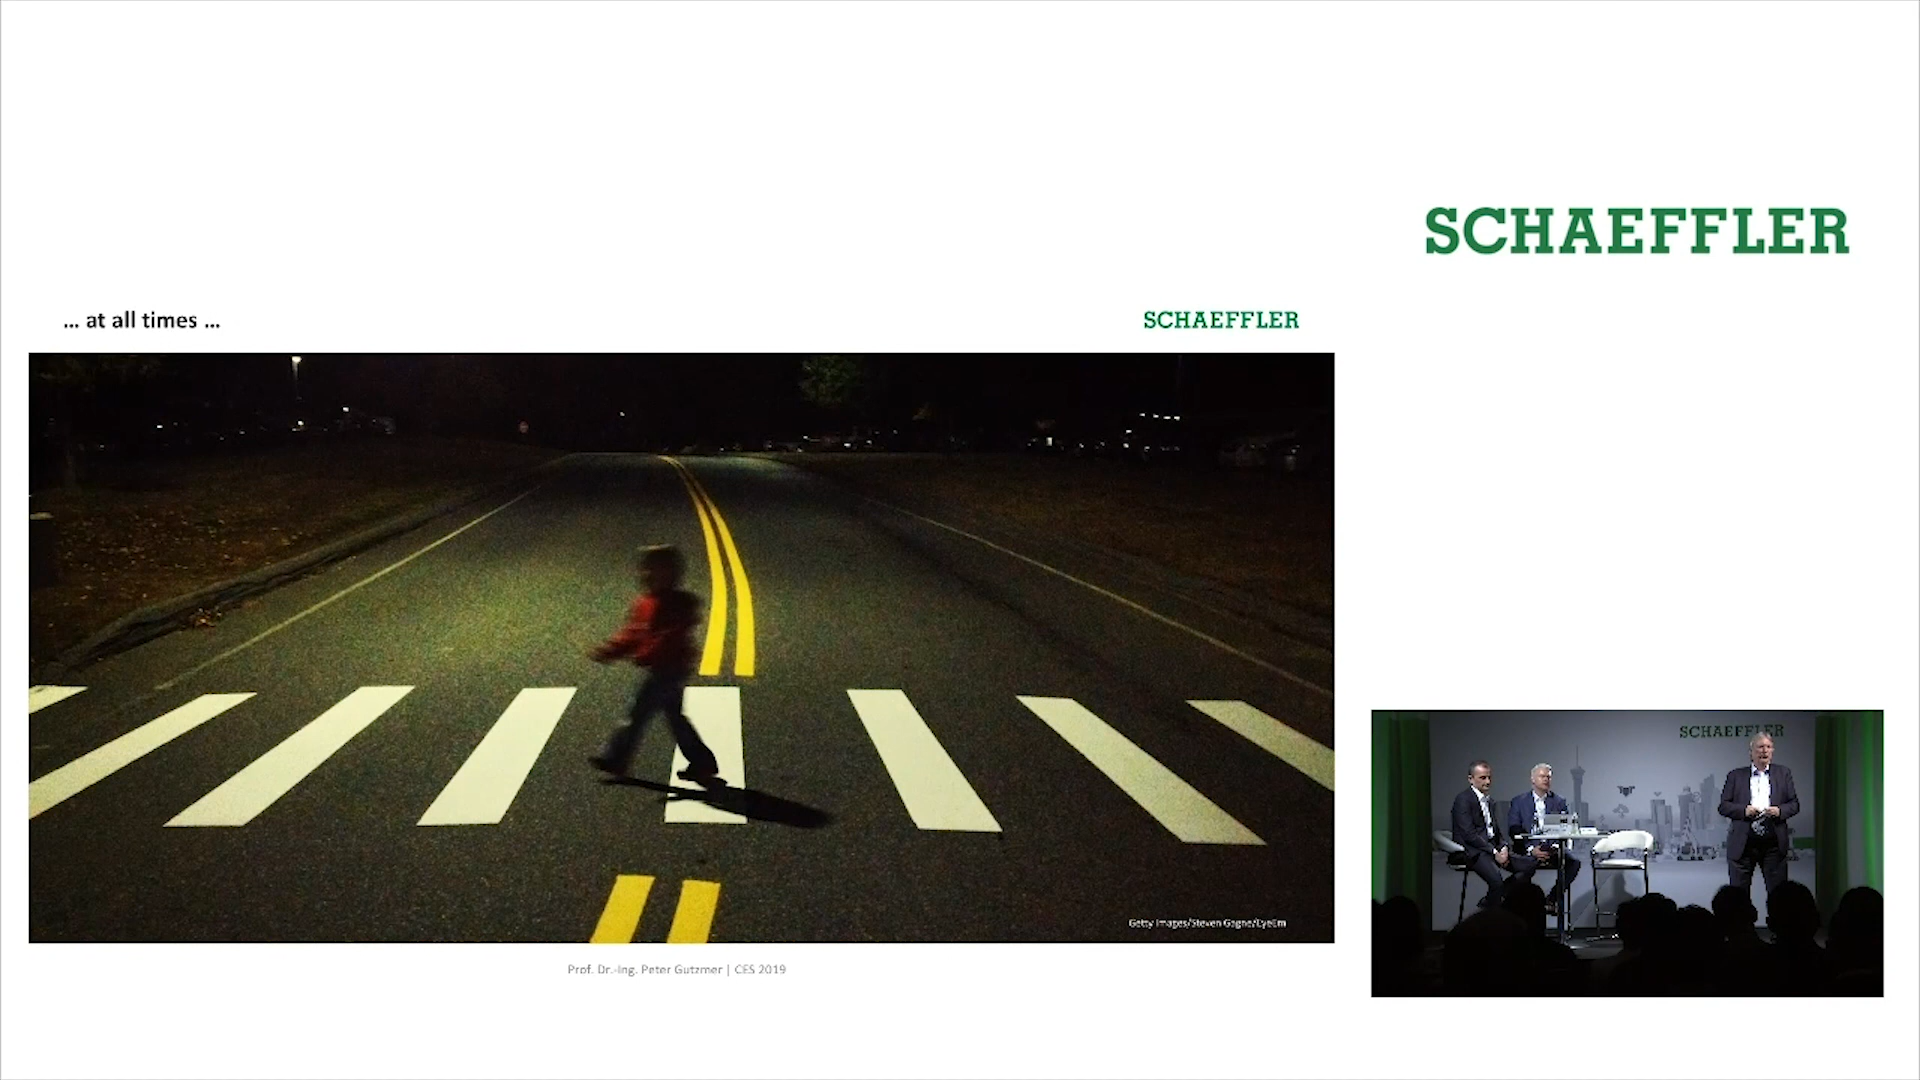 SCHAEFFLER
... at all times ...
SCHAEFFLER
Getty Images/Steven Gagne/EyeEm
Prof. Dr.-Ing. Peter Gutzmer | CES 2019
SCHAEFFLER